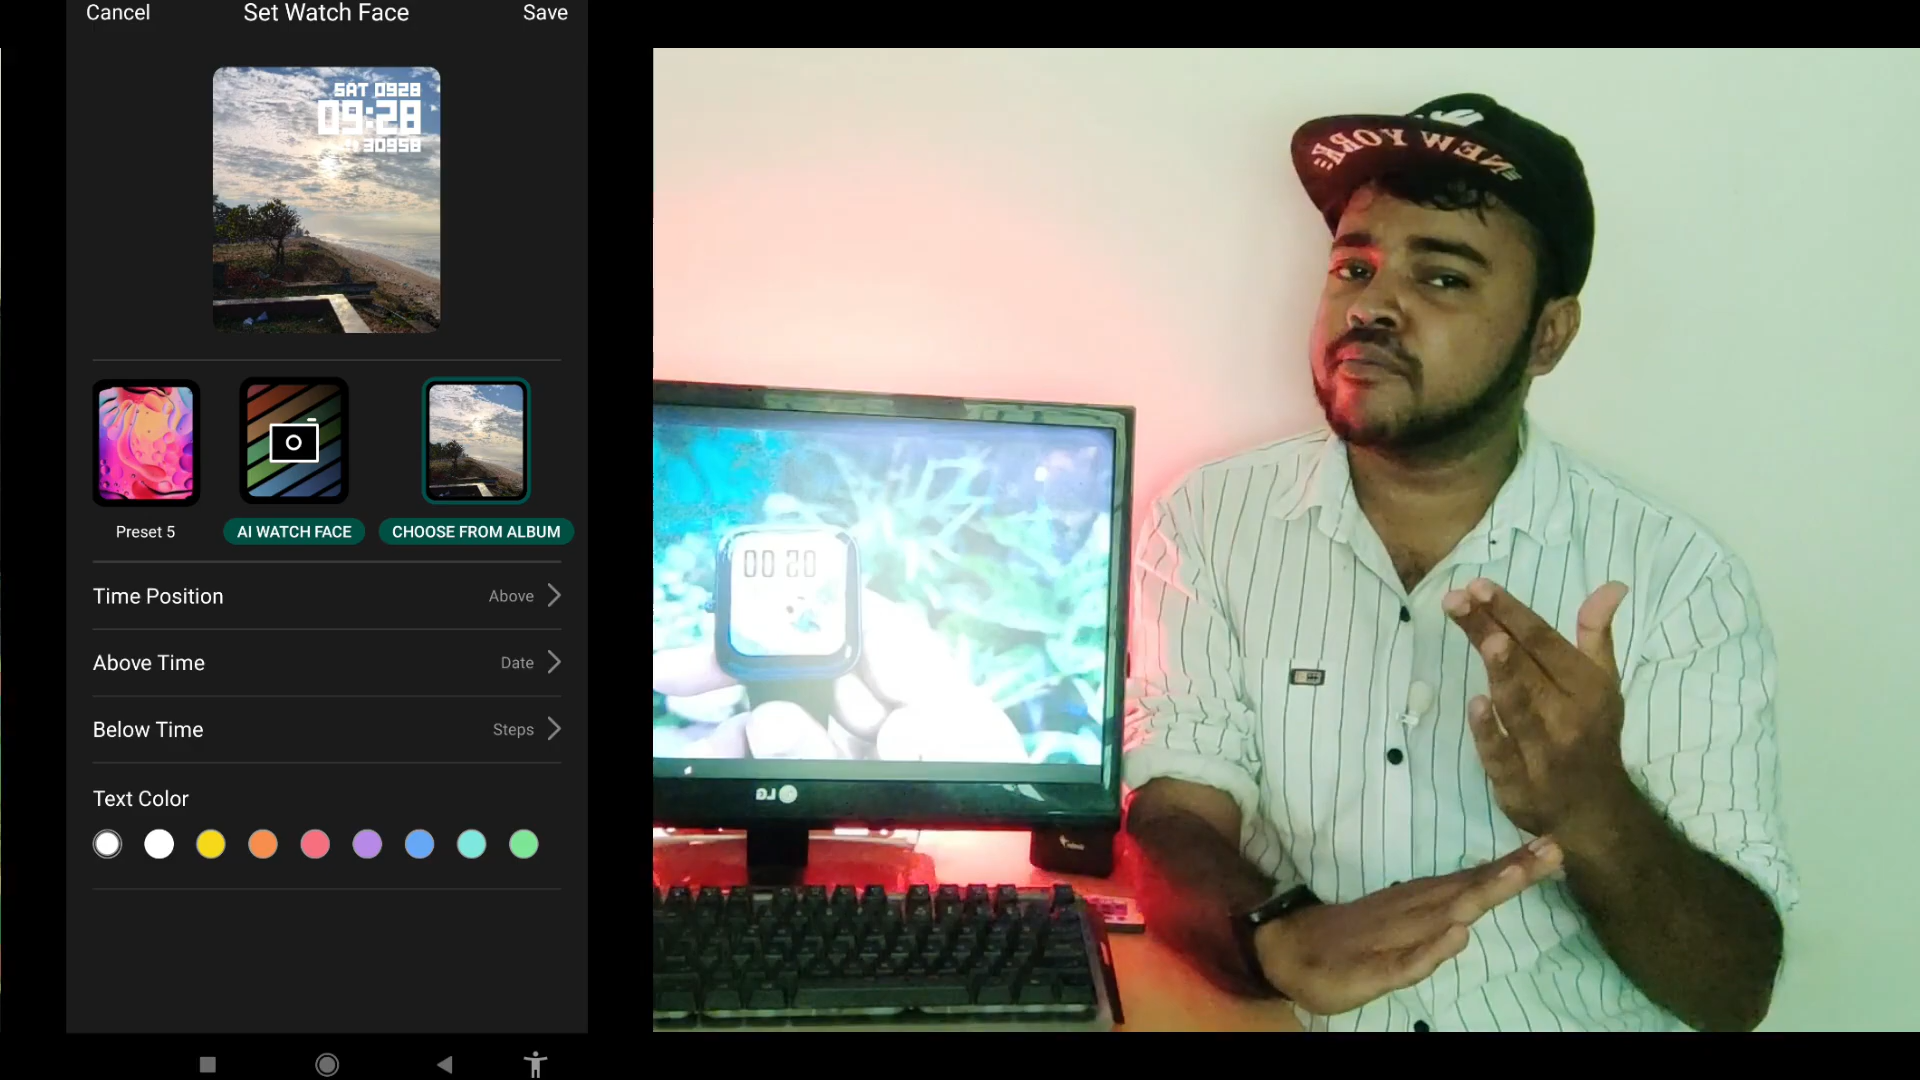 Cancel
Set Watch Face
Save
SAT 0928
09:28
30958
Preset 5
AI WATCH FACE
CHOOSE FROM ALBUM
Time Position
Above
Above Time
Date
Below Time
Steps
Text Color
NEW YORK
LG